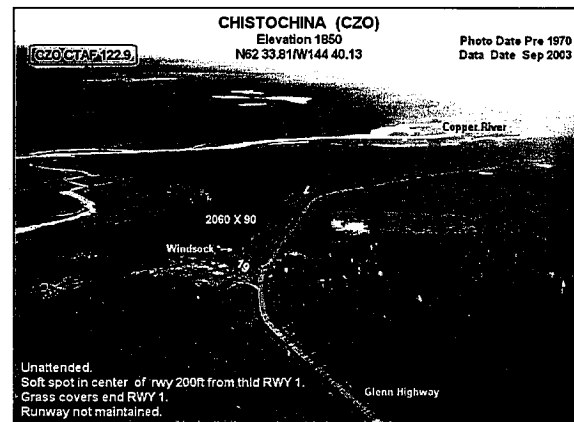 CHISTOCHINA (CZO)
Elevation 1850
N62 33.81/W144 40.13
CZO CTAF 122.9
Photo Date Pre 1970
Data Date Sep 2003
Copper River
2060 X 90
Windsock
19
Unattended.
Soft spot in center of rwy 200ft from thld RWY 1.
Grass covers end RWY 1.
Runway not maintained.
Glenn Highway